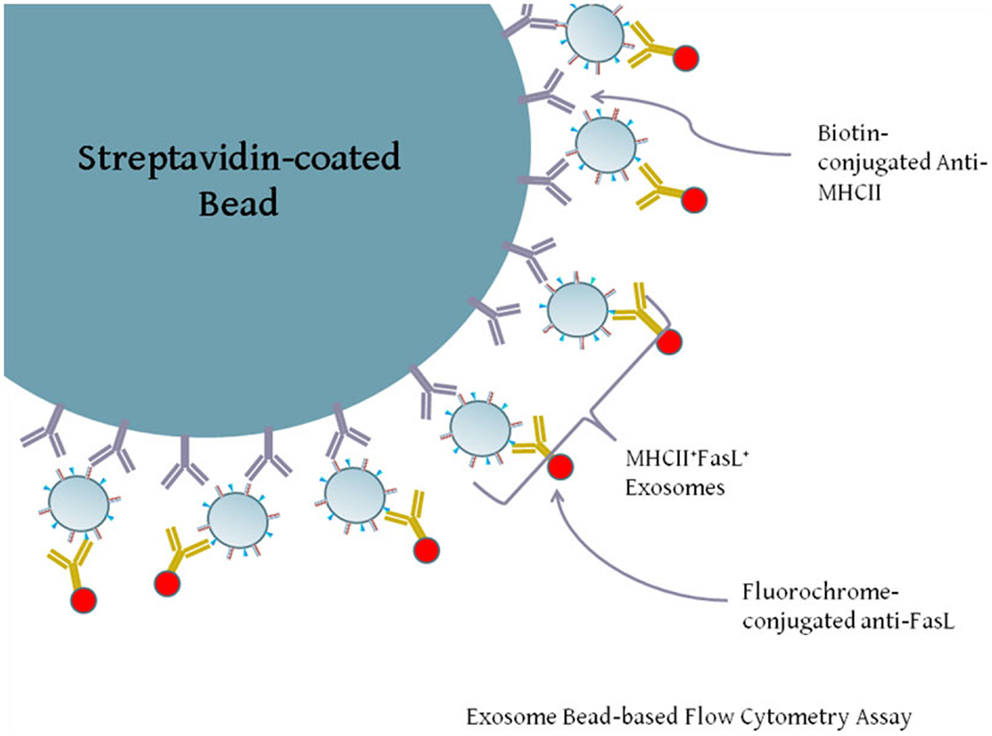 Streptavidin-coated
Bead
Biotin-
conjugated Anti-
MHCII
MHCII⁺FasL⁺
Exosomes
Fluorochrome-
conjugated anti-FasL
Exosome Bead-based Flow Cytometry Assay